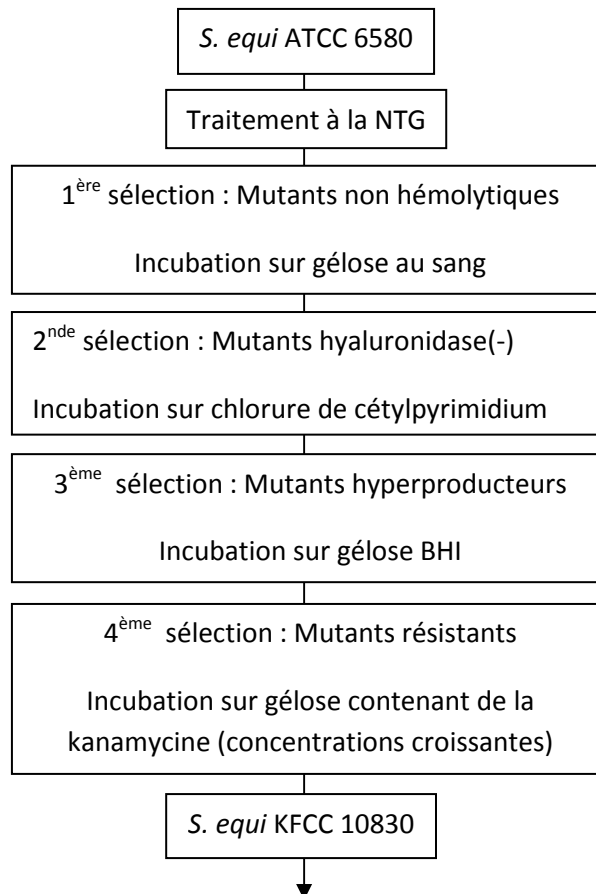 S. equi ATCC 6580
Traitement à la NTG
1ère sélection : Mutants non hémolytiques
Incubation sur gélose au sang
2nde sélection : Mutants hyaluronidase(-)
Incubation sur chlorure de cétylpyrimidium
3ème sélection : Mutants hyperproducteurs
Incubation sur gélose BHI
4ème sélection : Mutants résistants
Incubation sur gélose contenant de la
kanamycine (concentrations croissantes)
S. equi KFCC 10830